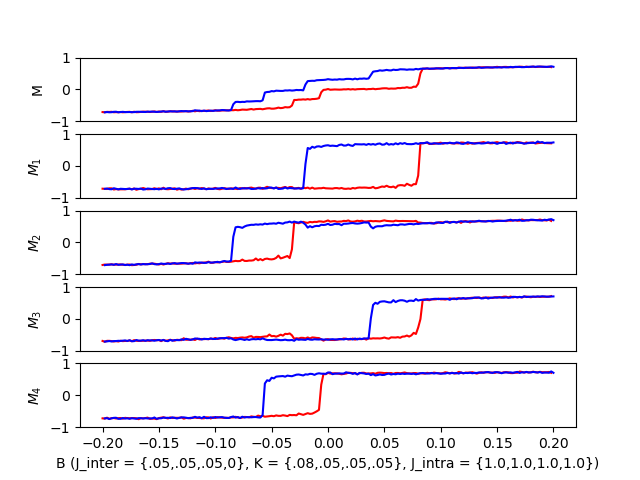 1
0
−1
M
1
0
−1
M₁
1
0
−1
M₂
1
0
−1
M₃
1
0
−1
M₄
−0.20 −0.15 −0.10 −0.05 0.00 0.05 0.10 0.15 0.20
B (J_inter = {.05,.05,.05,0}, K = {.08,.05,.05,.05}, J_intra = {1.0,1.0,1.0,1.0})